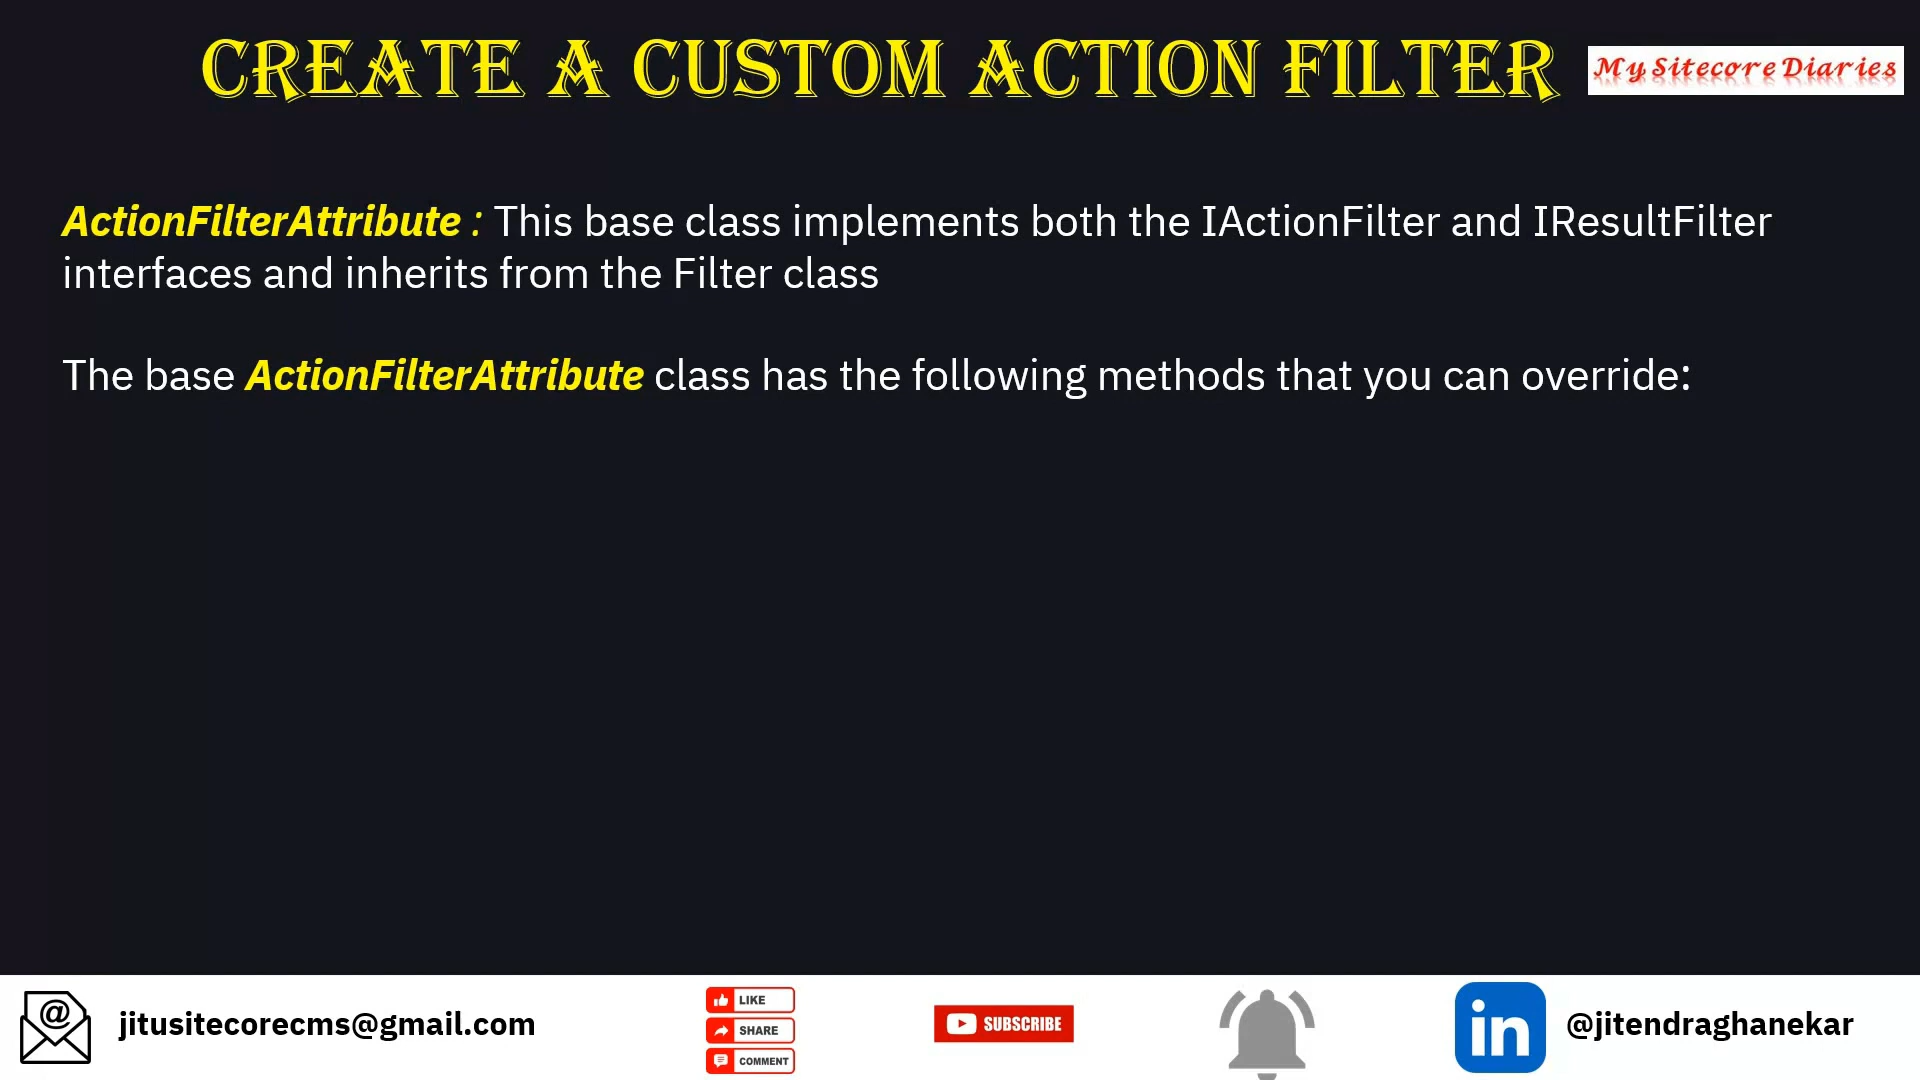 CREATE A CUSTOM ACTION FILTER
My Sitecore Diaries
ActionFilterAttribute : This base class implements both the IActionFilter and IResultFilter
interfaces and inherits from the Filter class
The base ActionFilterAttribute class has the following methods that you can override:
@
jitusitecorecms@gmail.com
LIKE
SHARE
COMMENT
SUBSCRIBE
in
@jitendraghanekar